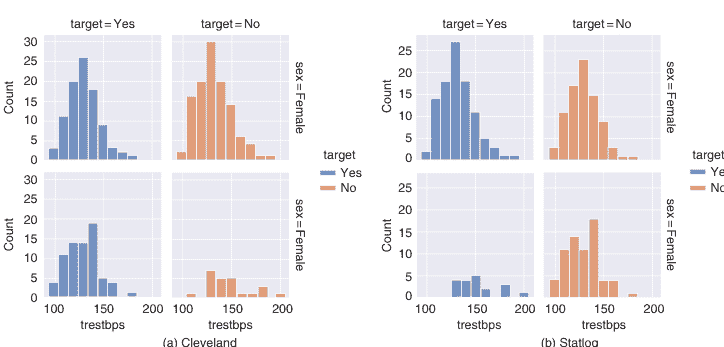 target = Yes target = No target = Yes target = No
30
25
20
15
10
5
0
Count
sex = Female
25
20
15
10
5
0
Count
sex = Female
target
Yes
No
target
Ye
No
30
25
20
15
10
5
0
Count
sex = Female
25
20
15
10
5
0
Count
sex = Female
100 150 200 100 150 200 100 150 200 100 150 200
trestbps trestbps trestbps trestbps
(a) Cleveland (b) Statlog